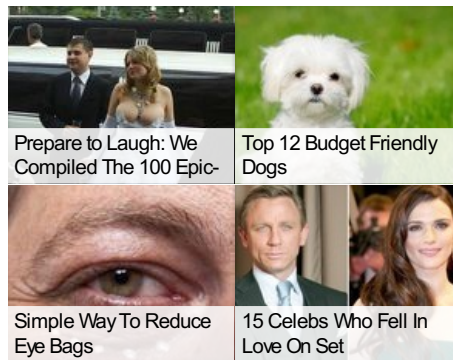 Prepare to Laugh: We
Compiled The 100 Epic-
Top 12 Budget Friendly
Dogs
Simple Way To Reduce
Eye Bags
15 Celebs Who Fell In
Love On Set